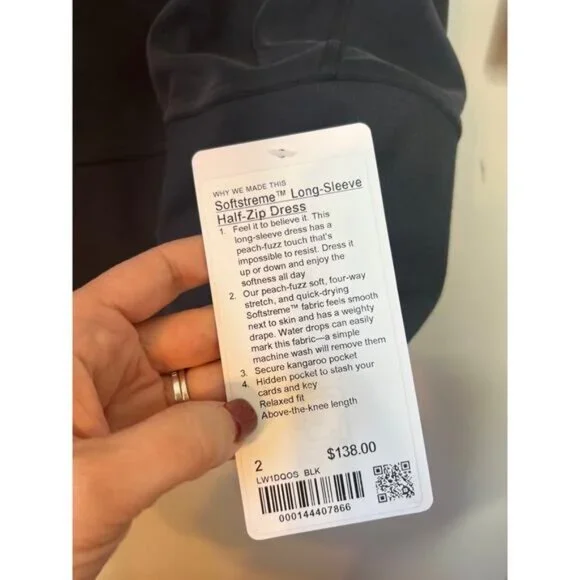 WHY WE MADE THIS
Softstreme™ Long-Sleeve
Half-Zip Dress
1. Feel it to believe it. This
long-sleeve dress has a
peach-fuzz touch that's
impossible to resist. Dress it
up or down and enjoy the
softness all day
2. Our peach-fuzz soft, four-way
stretch, and quick-drying
Softstreme™ fabric feels smooth
next to skin and has a weighty
drape. Water drops can easily
mark this fabric—a simple
machine wash will remove them
3. Secure kangaroo pocket
4. Hidden pocket to stash your
cards and key
Relaxed fit
Above-the-knee length
2 $138.00
LW1DQOS BLK
000144407866